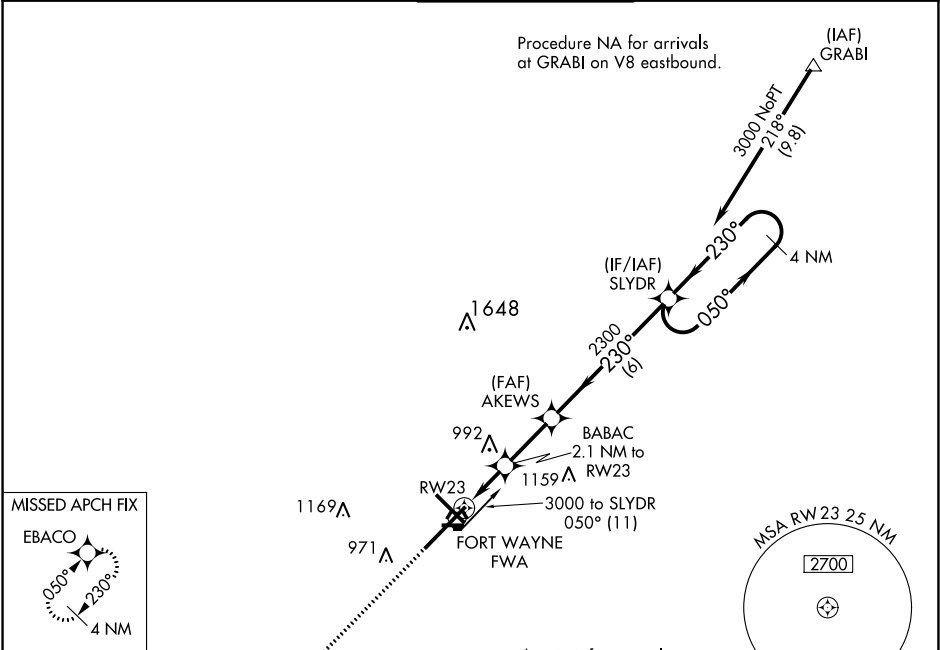 Procedure NA for arrivals
at GRABI on V8 eastbound.
(IAF)
GRABI
3000 NoPT
218°
(9.8)
230°
4 NM
050°
(IF/IAF)
SLYDR
1648
2300
230°
(6)
(FAF)
AKEWS
992
BABAC
2.1 NM to
RW23
1159
RW23
3000 to SLYDR
050° (11)
1169
971
FORT WAYNE
FWA
MISSED APCH FIX
EBACO
050°
230°
4 NM
MSA RW23 25 NM
2700